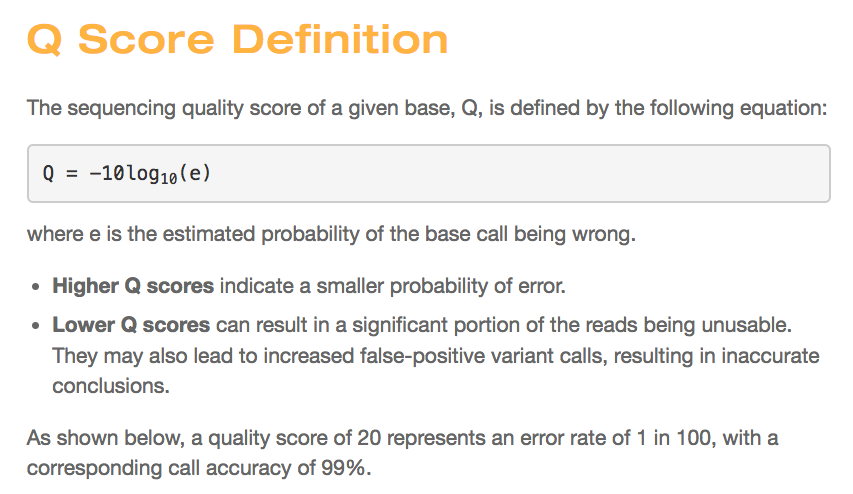 Q Score Definition
The sequencing quality score of a given base, Q, is defined by the following equation:
Q = -10log₁₀(e)
where e is the estimated probability of the base call being wrong.
• Higher Q scores indicate a smaller probability of error.
• Lower Q scores can result in a significant portion of the reads being unusable.
They may also lead to increased false-positive variant calls, resulting in inaccurate
conclusions.
As shown below, a quality score of 20 represents an error rate of 1 in 100, with a
corresponding call accuracy of 99%.